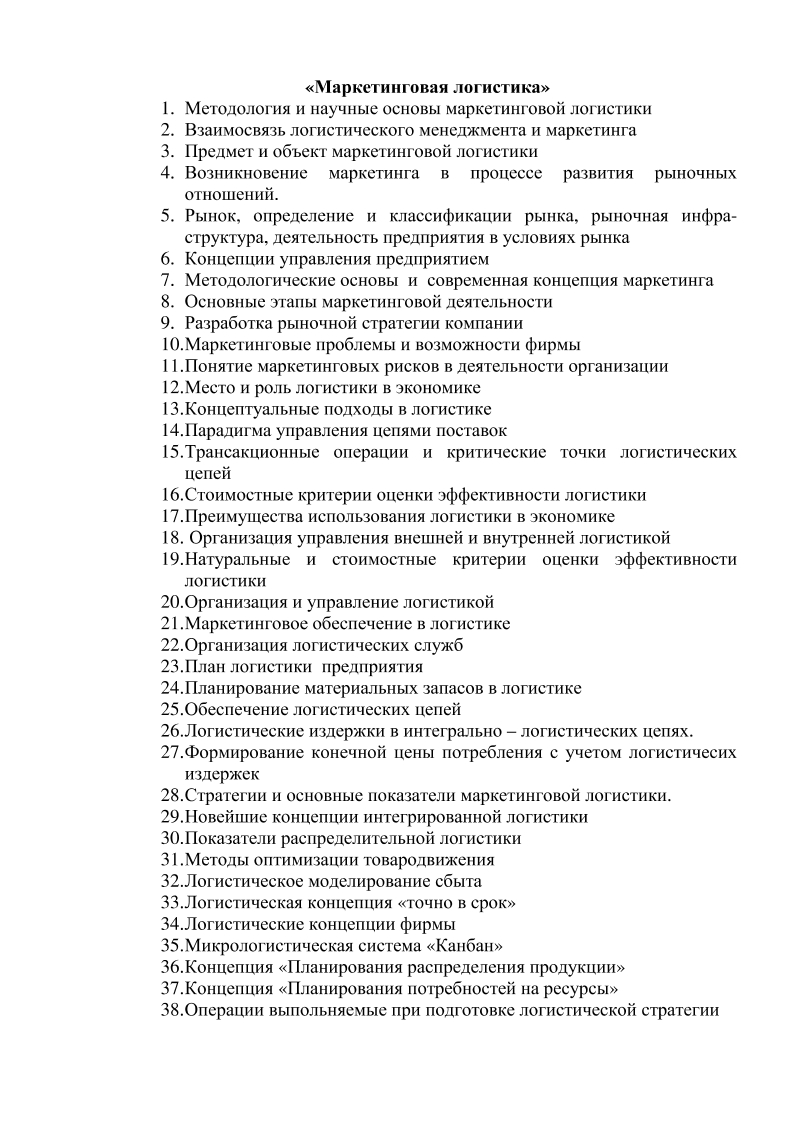 «Маркетинговая логистика»
1. Методология и научные основы маркетинговой логистики
2. Взаимосвязь логистического менеджмента и маркетинга
3. Предмет и объект маркетинговой логистики
4. Возникновение маркетинга в процессе развития рыночных
отношений.
5. Рынок, определение и классификации рынка, рыночная инфра-
структура, деятельность предприятия в условиях рынка
6. Концепции управления предприятием
7. Методологические основы и современная концепция маркетинга
8. Основные этапы маркетинговой деятельности
9. Разработка рыночной стратегии компании
10.Маркетинговые проблемы и возможности фирмы
11.Понятие маркетинговых рисков в деятельности организации
12.Место и роль логистики в экономике
13.Концептуальные подходы в логистике
14.Парадигма управления цепями поставок
15.Трансакционные операции и критические точки логистических
цепей
16.Стоимостные критерии оценки эффективности логистики
17.Преимущества использования логистики в экономике
18. Организация управления внешней и внутренней логистикой
19.Натуральные и стоимостные критерии оценки эффективности
логистики
20.Организация и управление логистикой
21.Маркетинговое обеспечение в логистике
22.Организация логистических служб
23.План логистики предприятия
24.Планирование материальных запасов в логистике
25.Обеспечение логистических цепей
26.Логистические издержки в интегрально – логистических цепях.
27.Формирование конечной цены потребления с учетом логистичесих
издержек
28.Стратегии и основные показатели маркетинговой логистики.
29.Новейшие концепции интегрированной логистики
30.Показатели распределительной логистики
31.Методы оптимизации товародвижения
32.Логистическое моделирование сбыта
33.Логистическая концепция «точно в срок»
34.Логистические концепции фирмы
35.Микрологистическая система «Канбан»
36.Концепция «Планирования распределения продукции»
37.Концепция «Планирования потребностей на ресурсы»
38.Операции выпольняемые при подготовке логистической стратегии